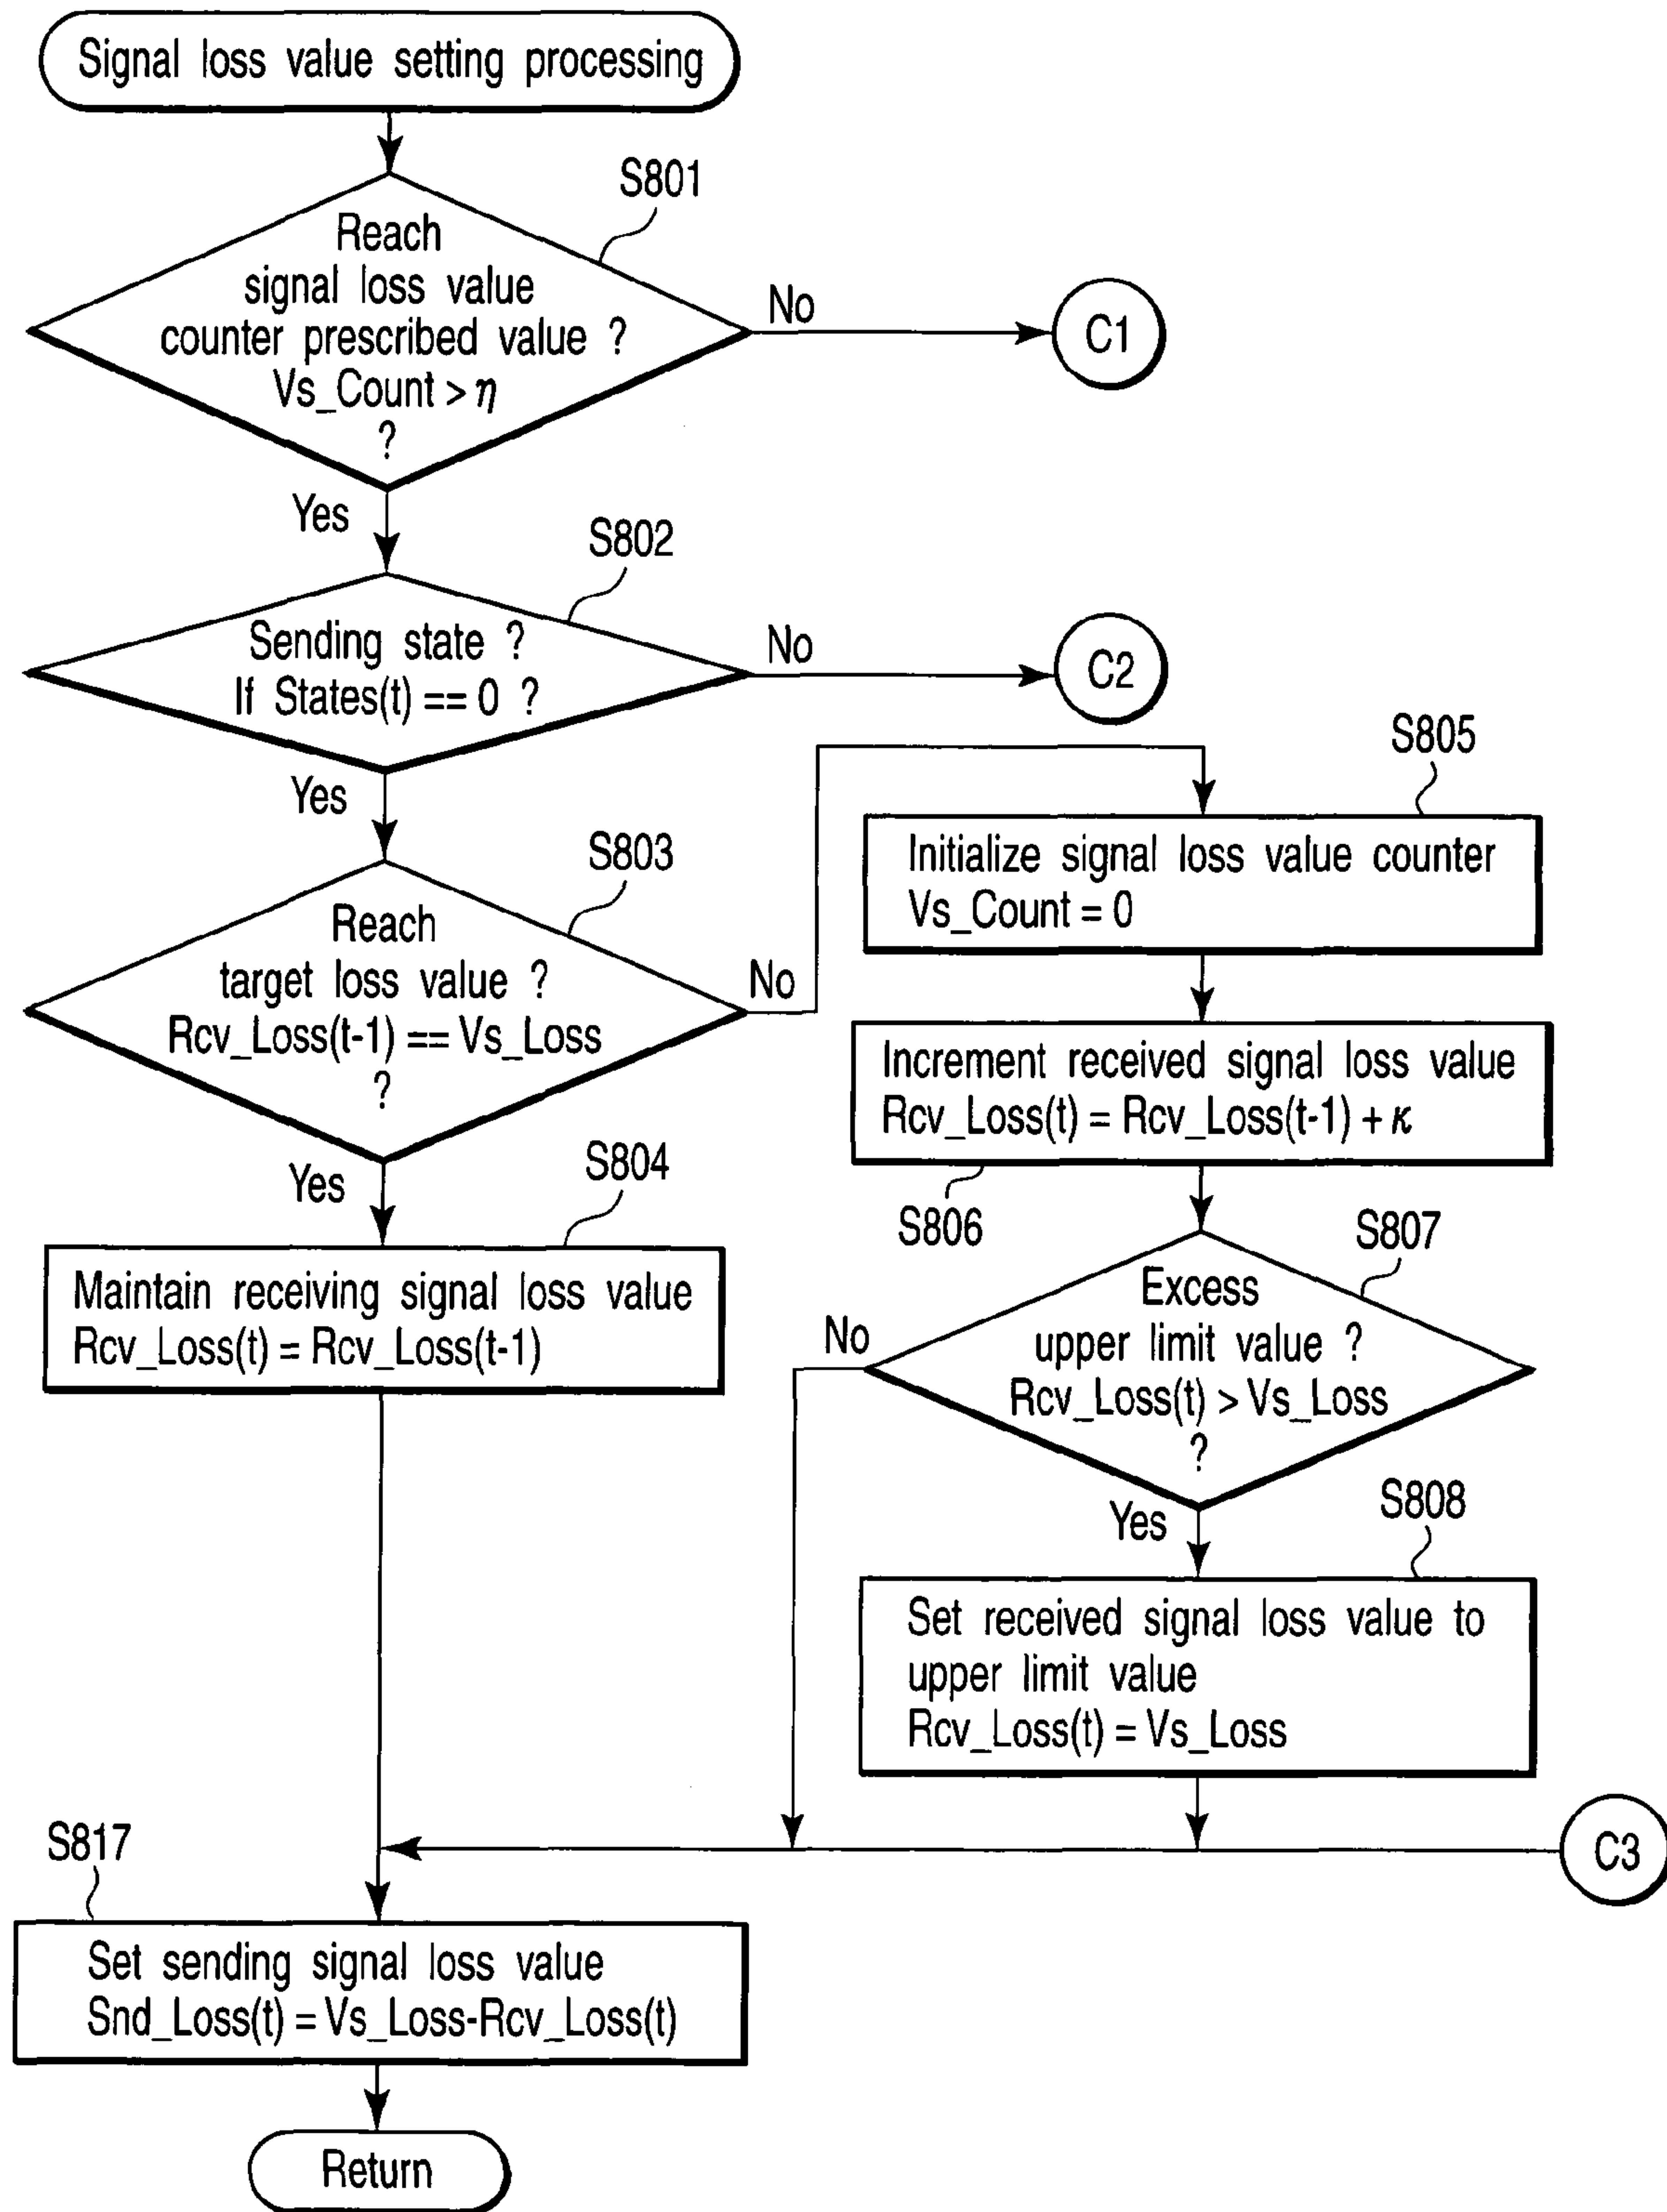 Signal loss value setting processing
S801
Reach
signal loss value
counter prescribed value ?
Vs_Count > η
?
No
C1
Yes
S802
Sending state ?
If States(t) == 0 ?
No
C2
Yes
S803
Reach
target loss value ?
Rcv_Loss(t-1) == Vs_Loss
?
No
Yes
S804
Maintain receiving signal loss value
Rcv_Loss(t) = Rcv_Loss(t-1)
S805
Initialize signal loss value counter
Vs_Count = 0
Increment received signal loss value
Rcv_Loss(t) = Rcv_Loss(t-1) + κ
S806
S807
Excess
upper limit value ?
Rcv_Loss(t) > Vs_Loss
?
No
Yes
S808
Set received signal loss value to
upper limit value
Rcv_Loss(t) = Vs_Loss
C3
S817
Set sending signal loss value
Snd_Loss(t) = Vs_Loss-Rcv_Loss(t)
Return